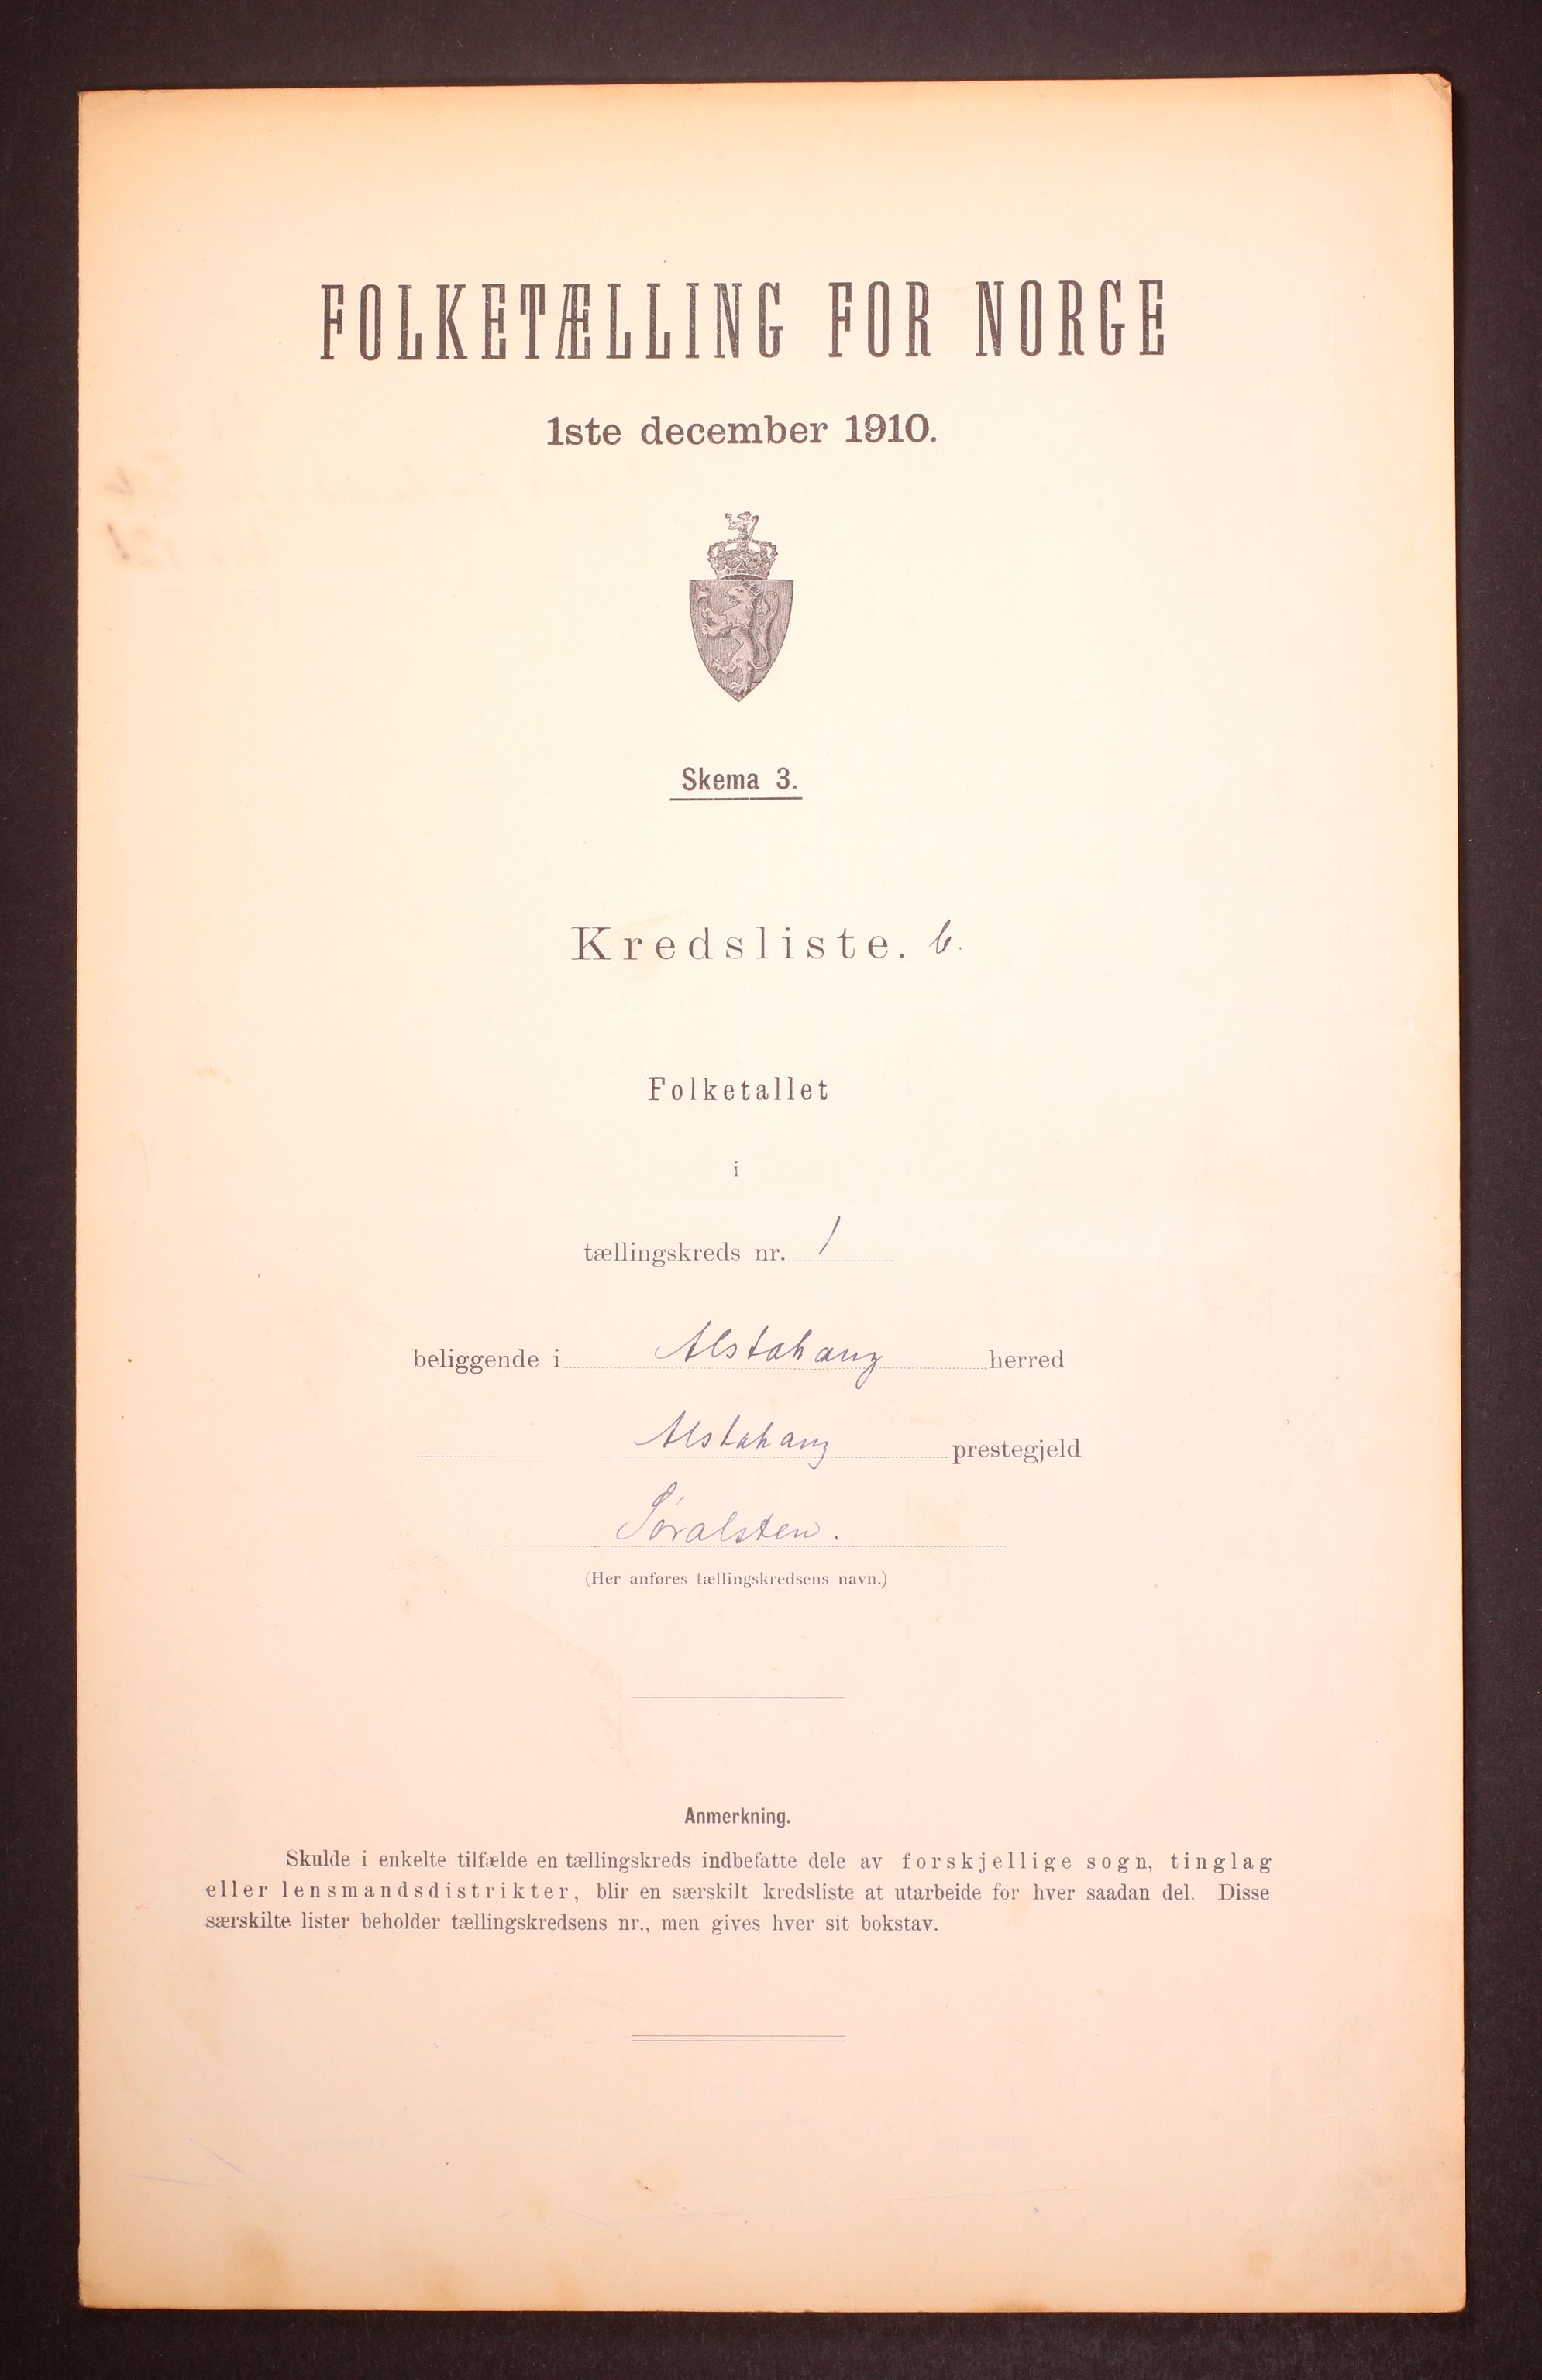 FOLKETÆLLING FOR NORGE
1ste december 1910.
Skema 3.
Kredsliste. b.
Folketallet
i
tællingskreds nr. 1
beliggende i Alstahaug herred
Alstahaug prestegjeld
Søralsten.
(Her anføres tællingskredsens navn.)
Anmerkning.
Skulde i enkelte tilfælde en tællingskreds indbefatte dele av forskjellige sogn, tinglag
eller lensmandsdistrikter, blir en særskilt kredsliste at utarbeide for hver saadan del. Disse
særskilte lister beholder tællingskredsens nr., men gives hver sit bokstav.